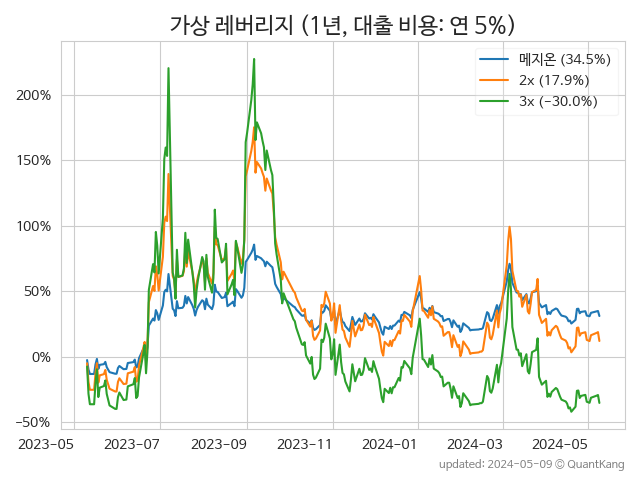 가상 레버리지 (1년, 대출 비용: 연 5%)
메지온 (34.5%)
2x (17.9%)
3x (−30.0%)
200%
150%
100%
50%
0%
−50%
2023-05 2023-07 2023-09 2023-11 2024-01 2024-03 2024-05
updated: 2024-05-09 © QuantKang